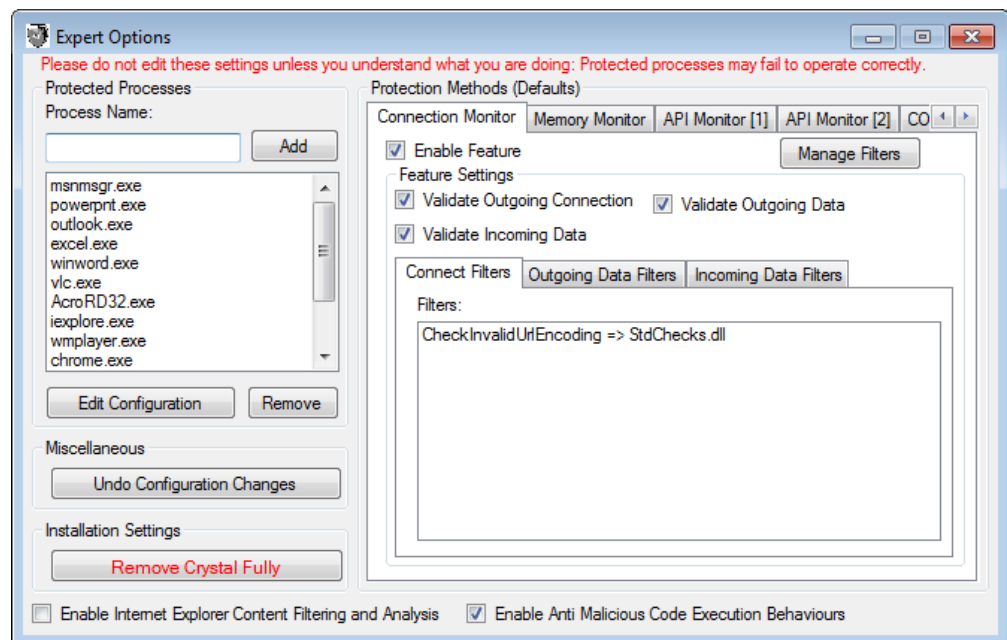 Expert Options
Please do not edit these settings unless you understand what you are doing: Protected processes may fail to operate correctly.
Protected Processes
Process Name:
Add
msnmsgr.exe
powerpnt.exe
outlook.exe
excel.exe
winword.exe
vlc.exe
AcroRD32.exe
iexplore.exe
wmplayer.exe
chrome.exe
Edit Configuration
Remove
Miscellaneous
Undo Configuration Changes
Installation Settings
Remove Crystal Fully
Protection Methods (Defaults)
Connection Monitor
Memory Monitor
API Monitor [1]
API Monitor [2]
CO
Enable Feature
Manage Filters
Feature Settings
Validate Outgoing Connection
Validate Outgoing Data
Validate Incoming Data
Connect Filters
Outgoing Data Filters
Incoming Data Filters
Filters:
CheckInvalidUrlEncoding => StdChecks.dll
Enable Internet Explorer Content Filtering and Analysis
Enable Anti Malicious Code Execution Behaviours